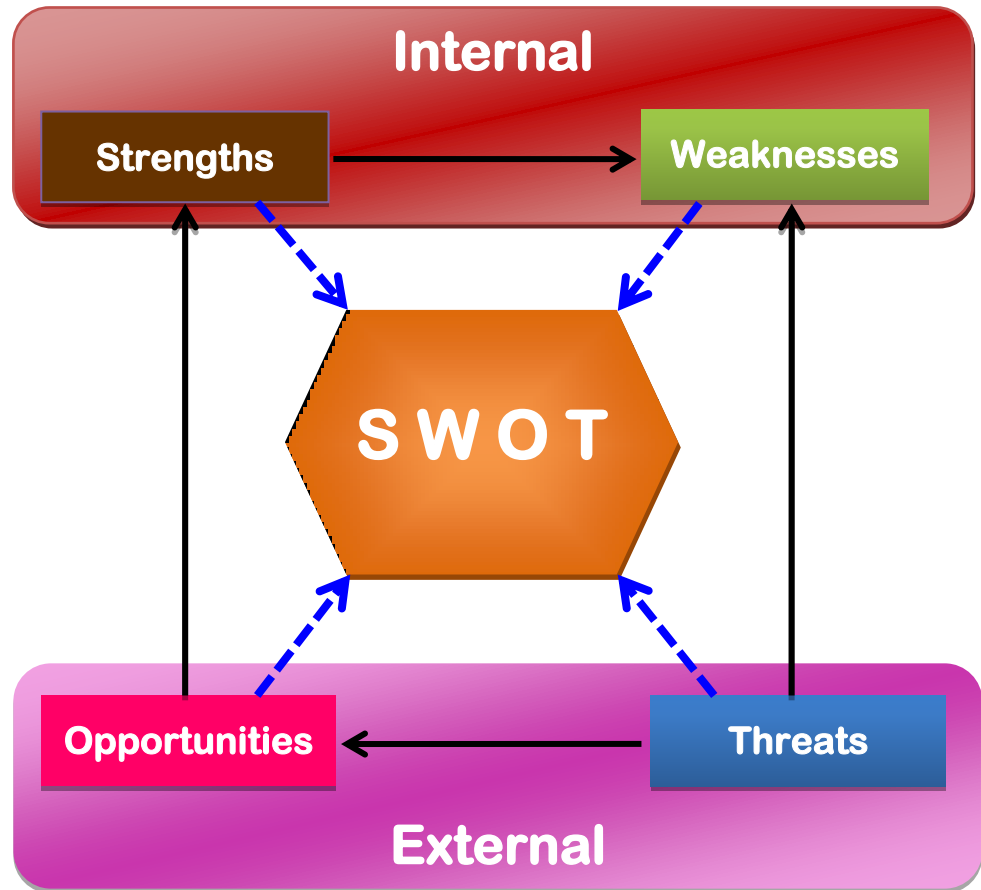 Internal
Strengths
Weaknesses
S W O T
Opportunities
Threats
External